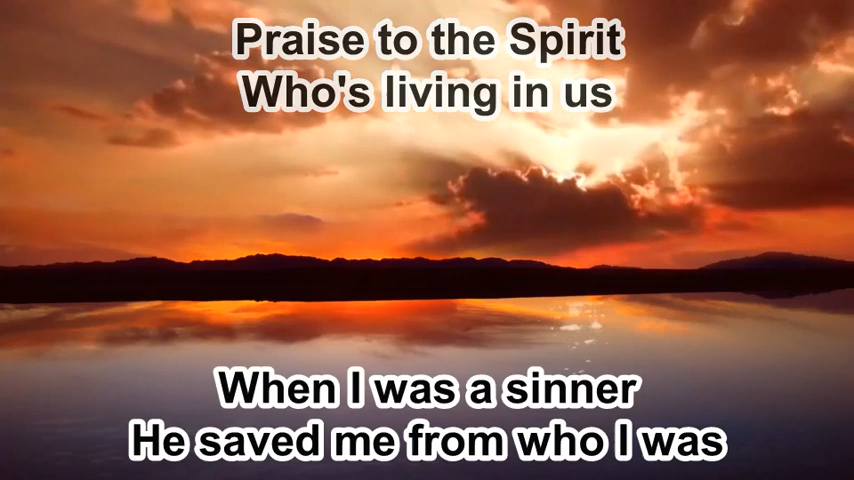 Praise to the Spirit
Who's living in us
When I was a sinner
He saved me from who I was